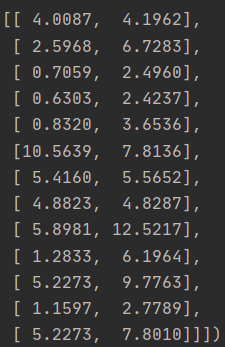 [[ 4.0087,  4.1962],
[ 2.5968,  6.7283],
[ 0.7059,  2.4960],
[ 0.6303,  2.4237],
[ 0.8320,  3.6536],
[10.5639,  7.8136],
[ 5.4160,  5.5652],
[ 4.8823,  4.8287],
[ 5.8981, 12.5217],
[ 1.2833,  6.1964],
[ 5.2273,  9.7763],
[ 1.1597,  2.7789],
[ 5.2273,  7.8010]]])